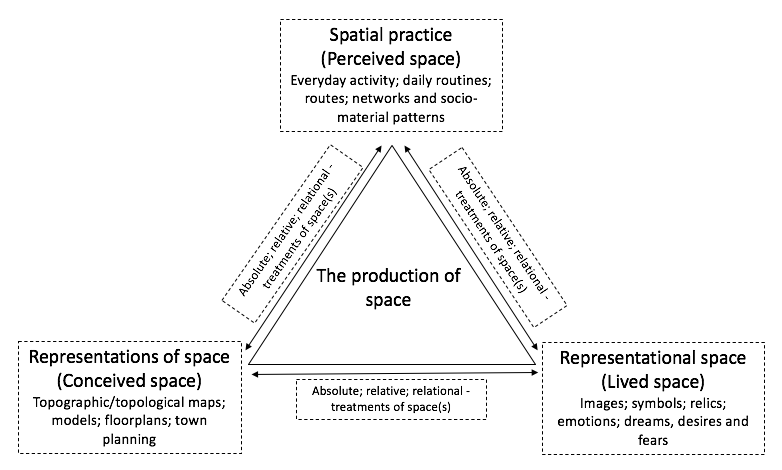 Spatial practice
(Perceived space)
Everyday activity; daily routines;
routes; networks and socio-
material patterns
Absolute; relative; relational -
treatments of space(s)
Absolute; relative; relational -
treatments of space(s)
The production of
space
Representations of space
(Conceived space)
Topographic/topological maps;
models; floorplans; town
planning
Absolute; relative; relational -
treatments of space(s)
Representational space
(Lived space)
Images; symbols; relics;
emotions; dreams, desires and
fears